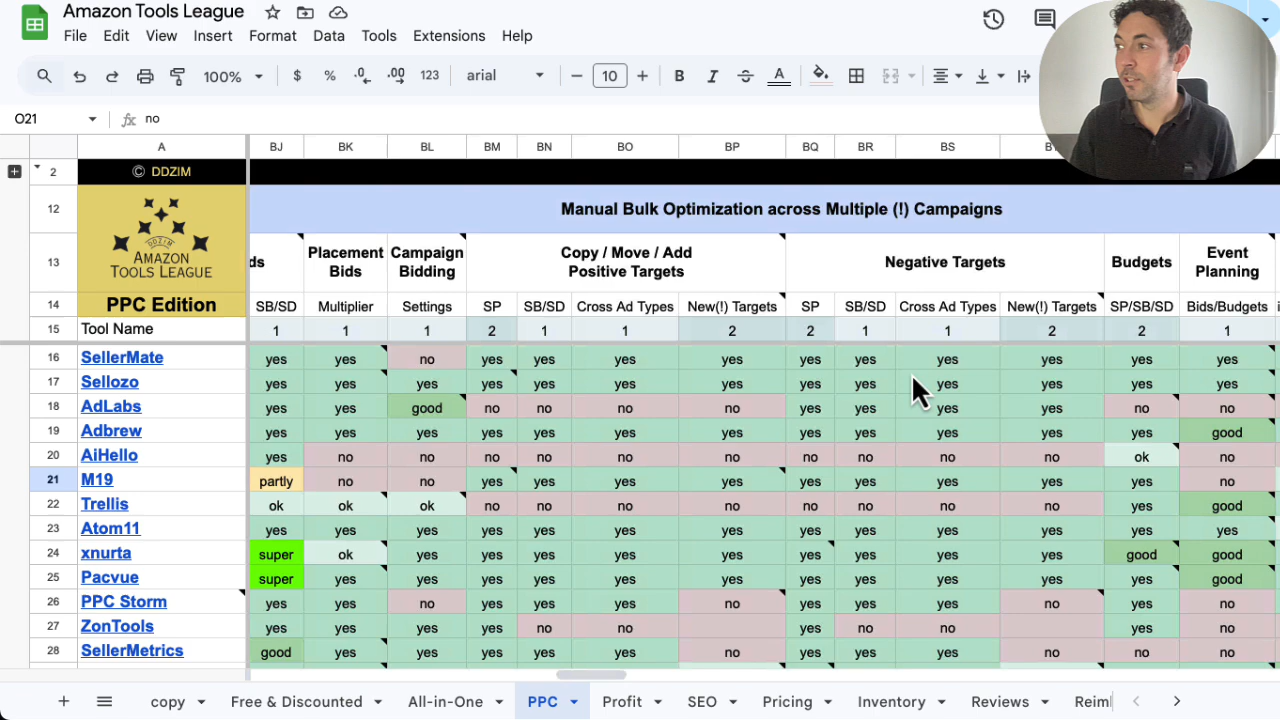 Amazon Tools League
File Edit View Insert Format Data Tools Extensions Help
100% $ % .0 .00 123 arial 10 B I S A
O21 fx no
A BJ BK BL BM BN BO BP BQ BR BS
2 © DDZIM
12 DDZIM AMAZON TOOLS LEAGUE Manual Bulk Optimization across Multiple (!) Campaigns
13 ds Placement Bids Campaign Bidding Copy / Move / Add Positive Targets Negative Targets Budgets Event Planning
14 PPC Edition SB/SD Multiplier Settings SP SB/SD Cross Ad Types New(!) Targets SP SB/SD Cross Ad Types New(!) Targets SP/SB/SD Bids/Budgets
15 Tool Name 1 1 1 2 1 1 2 2 1 1 2 2 1
16 SellerMate yes yes no yes yes yes yes yes yes yes yes yes yes
17 Sellozo yes yes yes yes yes yes yes yes yes yes yes yes yes
18 AdLabs yes yes good no no no no yes yes yes yes no no
19 Adbrew yes yes yes yes yes yes yes yes yes yes yes yes good
20 AiHello yes no no no no no no no no no no ok no
21 M19 partly no no yes yes yes yes yes yes yes yes yes no
22 Trellis ok ok ok no no no no no no no no yes good
23 Atom11 yes yes yes yes yes yes yes yes yes yes yes yes yes
24 xnurta super ok yes yes yes yes yes yes yes yes yes good good
25 Pacvue super yes yes yes yes yes yes yes yes yes yes yes good
26 PPC Storm yes yes no yes yes yes no yes yes yes no yes no
27 ZonTools yes yes yes yes no no yes no no yes no
28 SellerMetrics good yes yes yes yes yes no yes yes yes no no no
+ copy Free & Discounted All-in-One PPC Profit SEO Pricing Inventory Reviews Reim